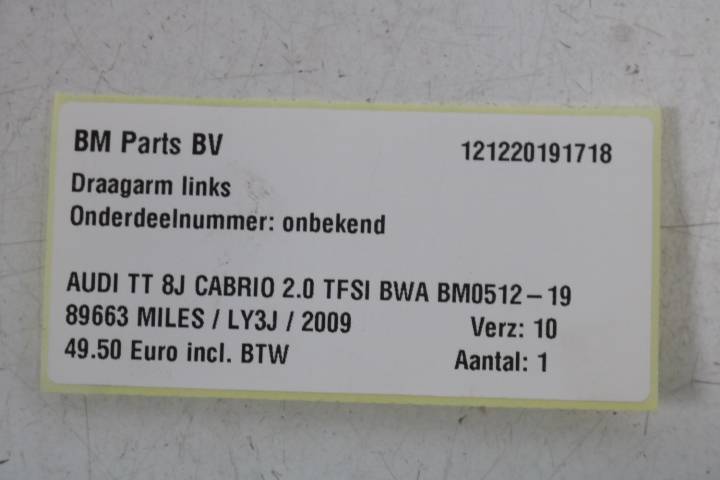 BM Parts BV 121220191718
Draagarm links
Onderdeelnummer: onbekend
AUDI TT 8J CABRIO 2.0 TFSI BWA BM0512-19
89663 MILES / LY3J / 2009 Verz: 10
49.50 Euro incl. BTW Aantal: 1